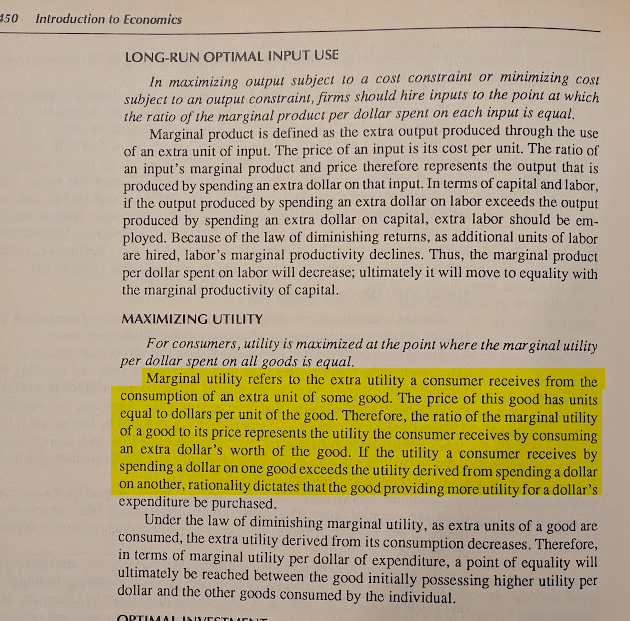 450 Introduction to Economics
LONG-RUN OPTIMAL INPUT USE
In maximizing output subject to a cost constraint or minimizing cost
subject to an output constraint, firms should hire inputs to the point at which
the ratio of the marginal product per dollar spent on each input is equal.
Marginal product is defined as the extra output produced through the use
of an extra unit of input. The price of an input is its cost per unit. The ratio of
an input's marginal product and price therefore represents the output that is
produced by spending an extra dollar on that input. In terms of capital and labor,
if the output produced by spending an extra dollar on labor exceeds the output
produced by spending an extra dollar on capital, extra labor should be em-
ployed. Because of the law of diminishing returns, as additional units of labor
are hired, labor's marginal productivity declines. Thus, the marginal product
per dollar spent on labor will decrease; ultimately it will move to equality with
the marginal productivity of capital.
MAXIMIZING UTILITY
For consumers, utility is maximized at the point where the marginal utility
per dollar spent on all goods is equal.
Marginal utility refers to the extra utility a consumer receives from the
consumption of an extra unit of some good. The price of this good has units
equal to dollars per unit of the good. Therefore, the ratio of the marginal utility
of a good to its price represents the utility the consumer receives by consuming
an extra dollar's worth of the good. If the utility a consumer receives by
spending a dollar on one good exceeds the utility derived from spending a dollar
on another, rationality dictates that the good providing more utility for a dollar's
expenditure be purchased.
Under the law of diminishing marginal utility, as extra units of a good are
consumed, the extra utility derived from its consumption decreases. Therefore,
in terms of marginal utility per dollar of expenditure, a point of equality will
ultimately be reached between the good initially possessing higher utility per
dollar and the other goods consumed by the individual.
OPTIMAL INVESTMENT